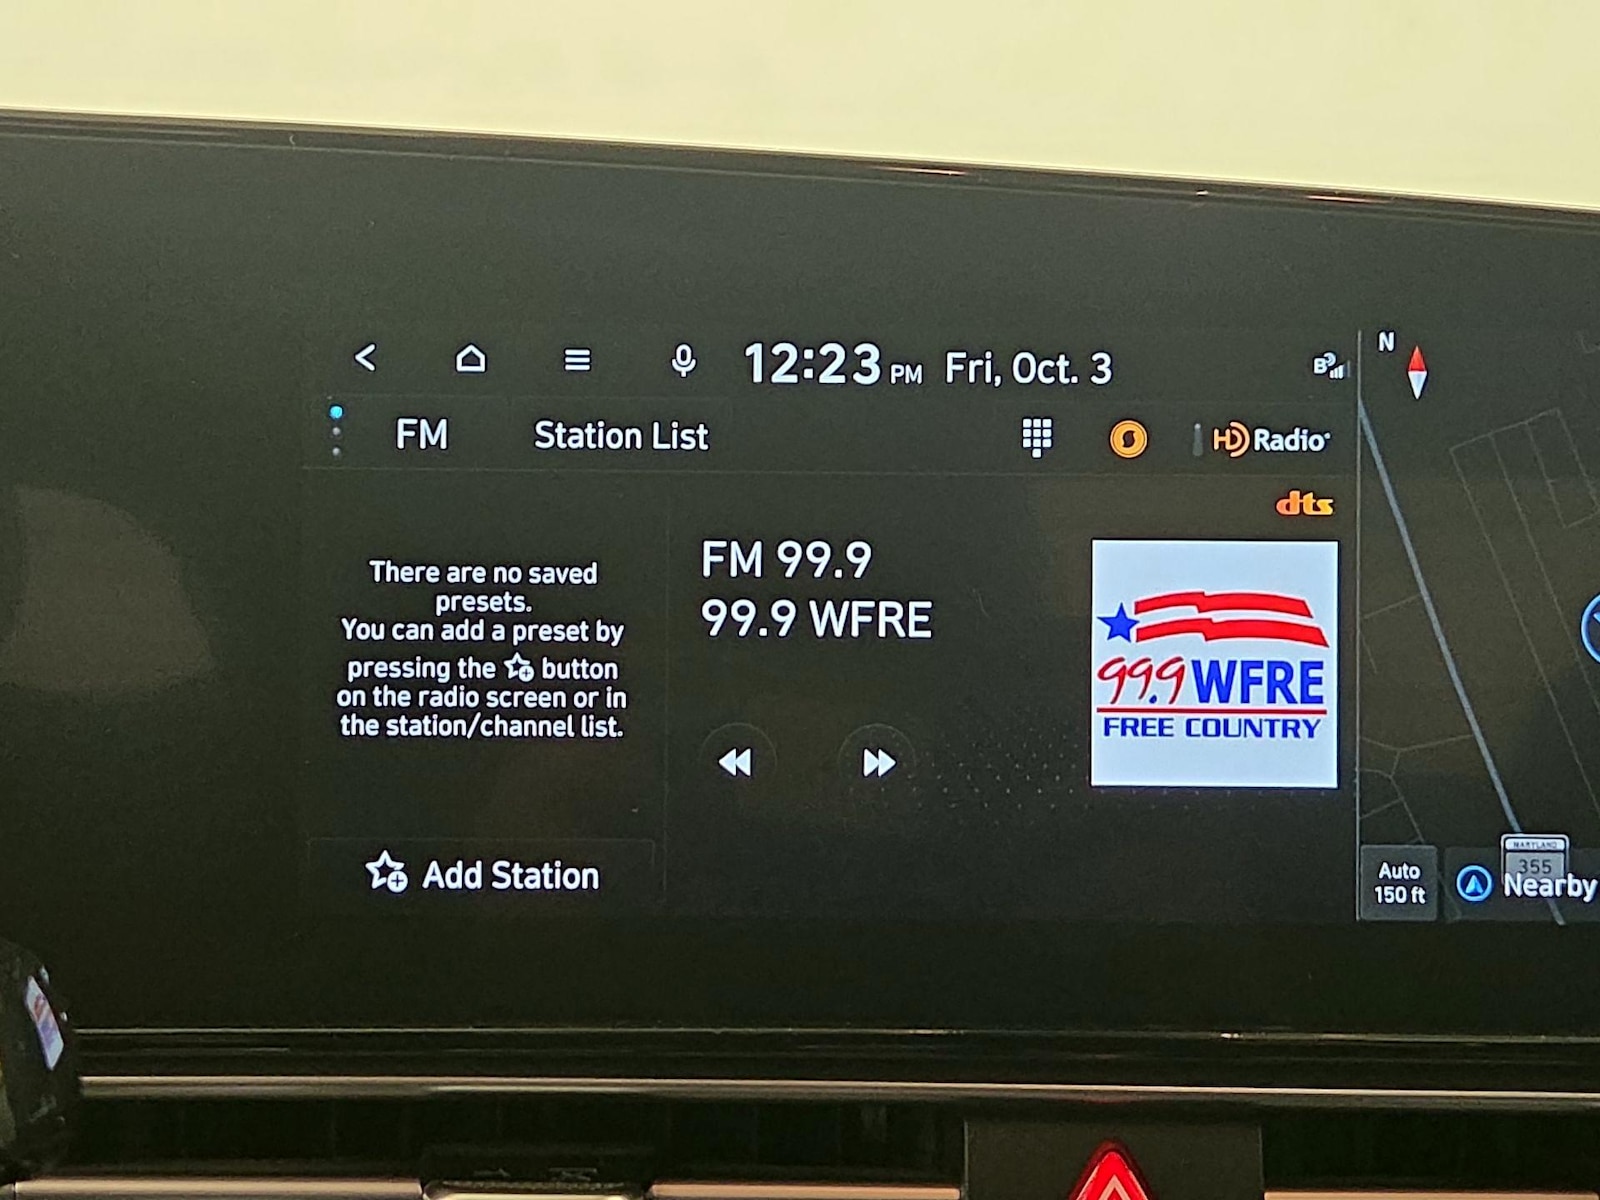 12:23 PM Fri, Oct. 3
N
FM
Station List
HD Radio
dts
There are no saved
presets.
You can add a preset by
pressing the button
on the radio screen or in
the station/channel list.
Add Station
FM 99.9
99.9 WFRE
99.9 WFRE
FREE COUNTRY
Auto
150 ft
MARYLAND
355
Nearby